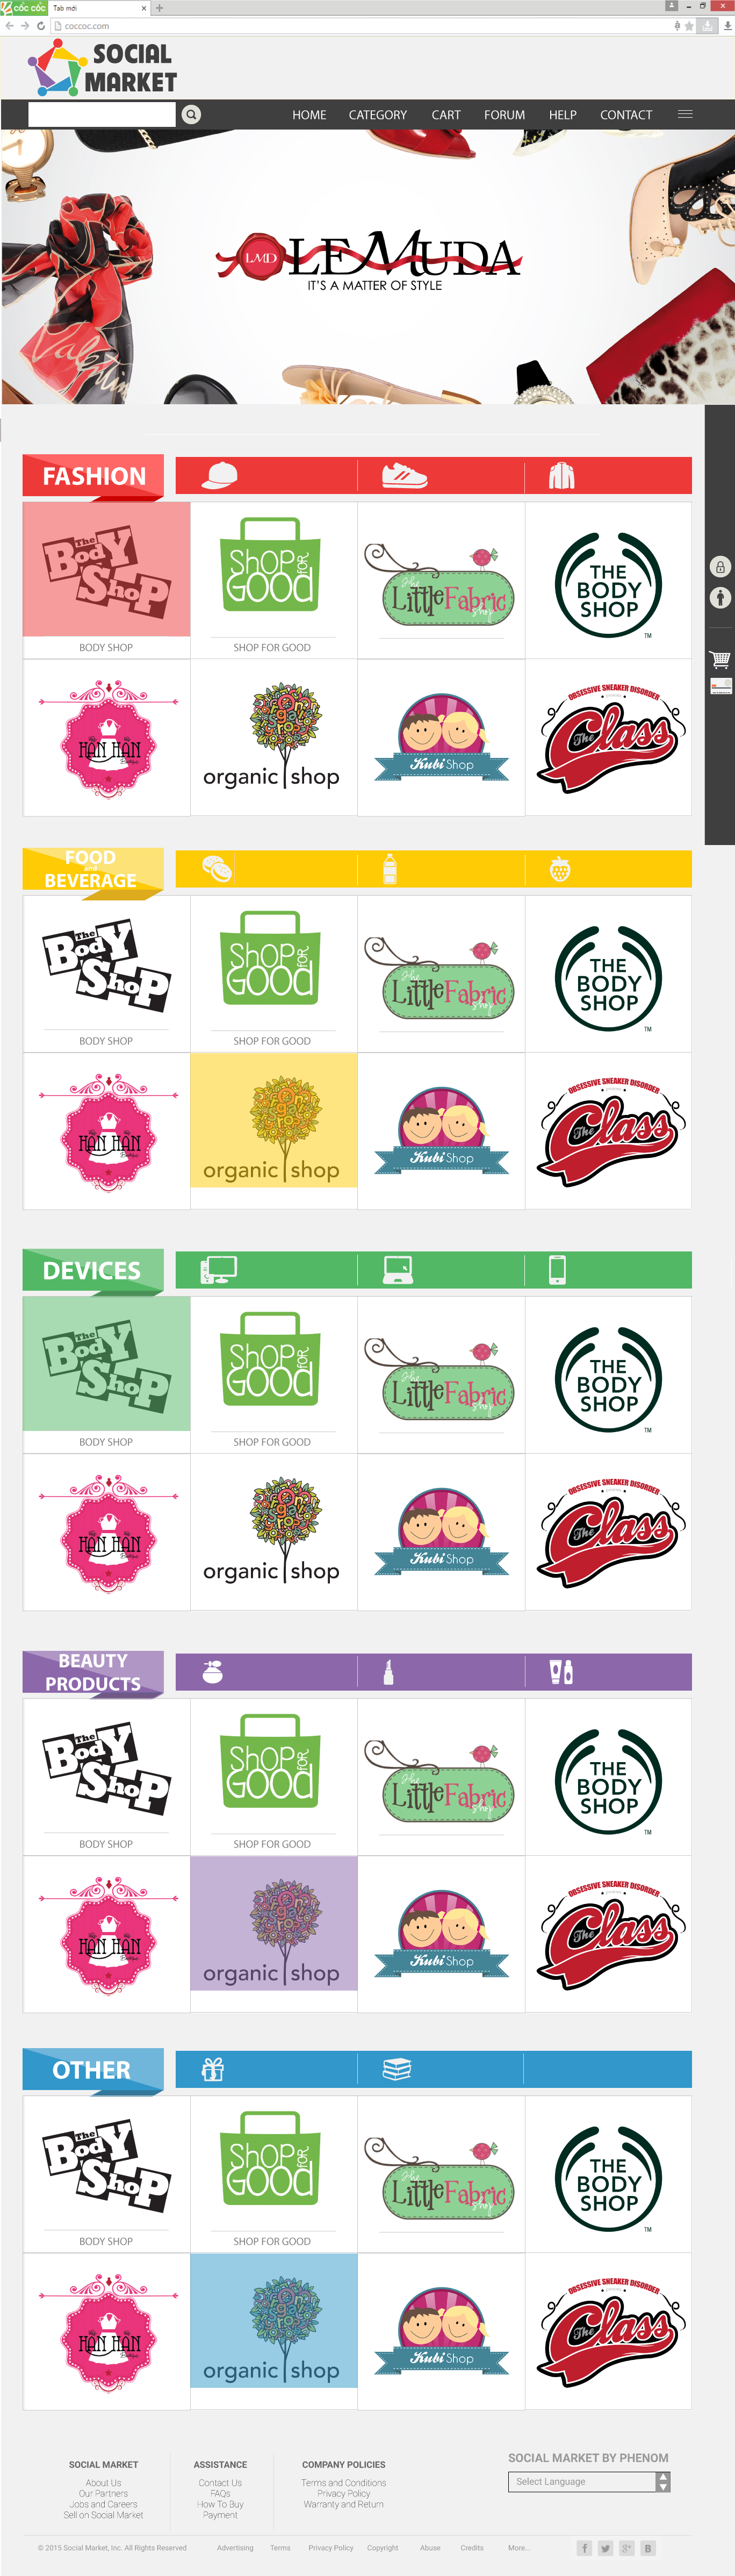 cốc cốc
Tab mới
coccoc.com
SOCIAL
MARKET
HOME CATEGORY CART FORUM HELP CONTACT
LMD LEMUDA
IT'S A MATTER OF STYLE
Valentin
FASHION
The Body Shop
Shop for Good
The Little Fabric shop
THE BODY SHOP TM
BODY SHOP
SHOP FOR GOOD
HÂN HÂN
Boutique
organic shop
Kubi Shop
OBSESSIVE SNEAKER DISORDER
The Class
FOOD
and
BEVERAGE
The Body Shop
Shop for Good
The Little Fabric shop
THE BODY SHOP TM
BODY SHOP
SHOP FOR GOOD
HÂN HÂN
Boutique
organic shop
Kubi Shop
OBSESSIVE SNEAKER DISORDER
The Class
DEVICES
The Body Shop
Shop for Good
The Little Fabric shop
THE BODY SHOP TM
BODY SHOP
SHOP FOR GOOD
HÂN HÂN
Boutique
organic shop
Kubi Shop
OBSESSIVE SNEAKER DISORDER
The Class
BEAUTY
PRODUCTS
The Body Shop
Shop for Good
The Little Fabric shop
THE BODY SHOP TM
BODY SHOP
SHOP FOR GOOD
HÂN HÂN
Boutique
organic shop
Kubi Shop
OBSESSIVE SNEAKER DISORDER
The Class
OTHER
The Body Shop
Shop for Good
The Little Fabric shop
THE BODY SHOP TM
BODY SHOP
SHOP FOR GOOD
HÂN HÂN
Boutique
organic shop
Kubi Shop
OBSESSIVE SNEAKER DISORDER
The Class
SOCIAL MARKET
About Us
Our Partners
Jobs and Careers
Sell on Social Market
ASSISTANCE
Contact Us
FAQs
How To Buy
Payment
COMPANY POLICIES
Terms and Conditions
Privacy Policy
Warranty and Return
SOCIAL MARKET BY PHENOM
Select Language
© 2015 Social Market, Inc. All Rights Reserved Advertising Terms Privacy Policy Copyright Abuse Credits More...